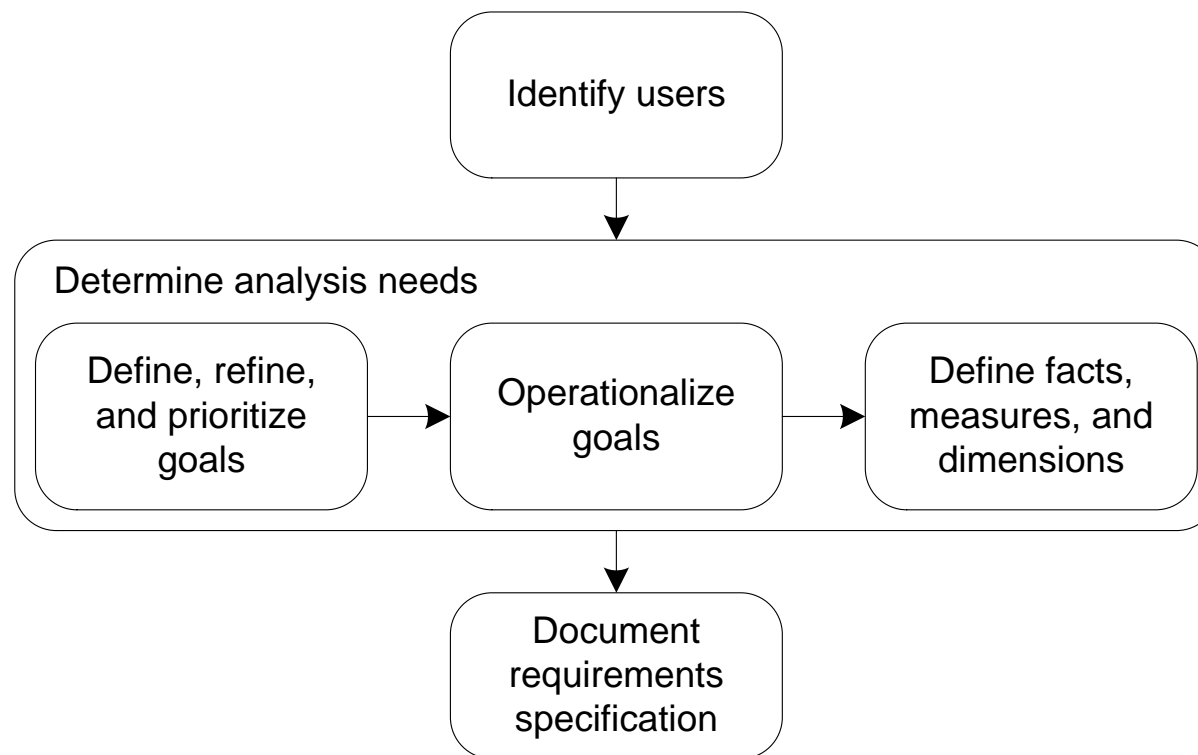 Identify users
Determine analysis needs
Define, refine,
and prioritize
goals
Operationalize
goals
Define facts,
measures, and
dimensions
Document
requirements
specification